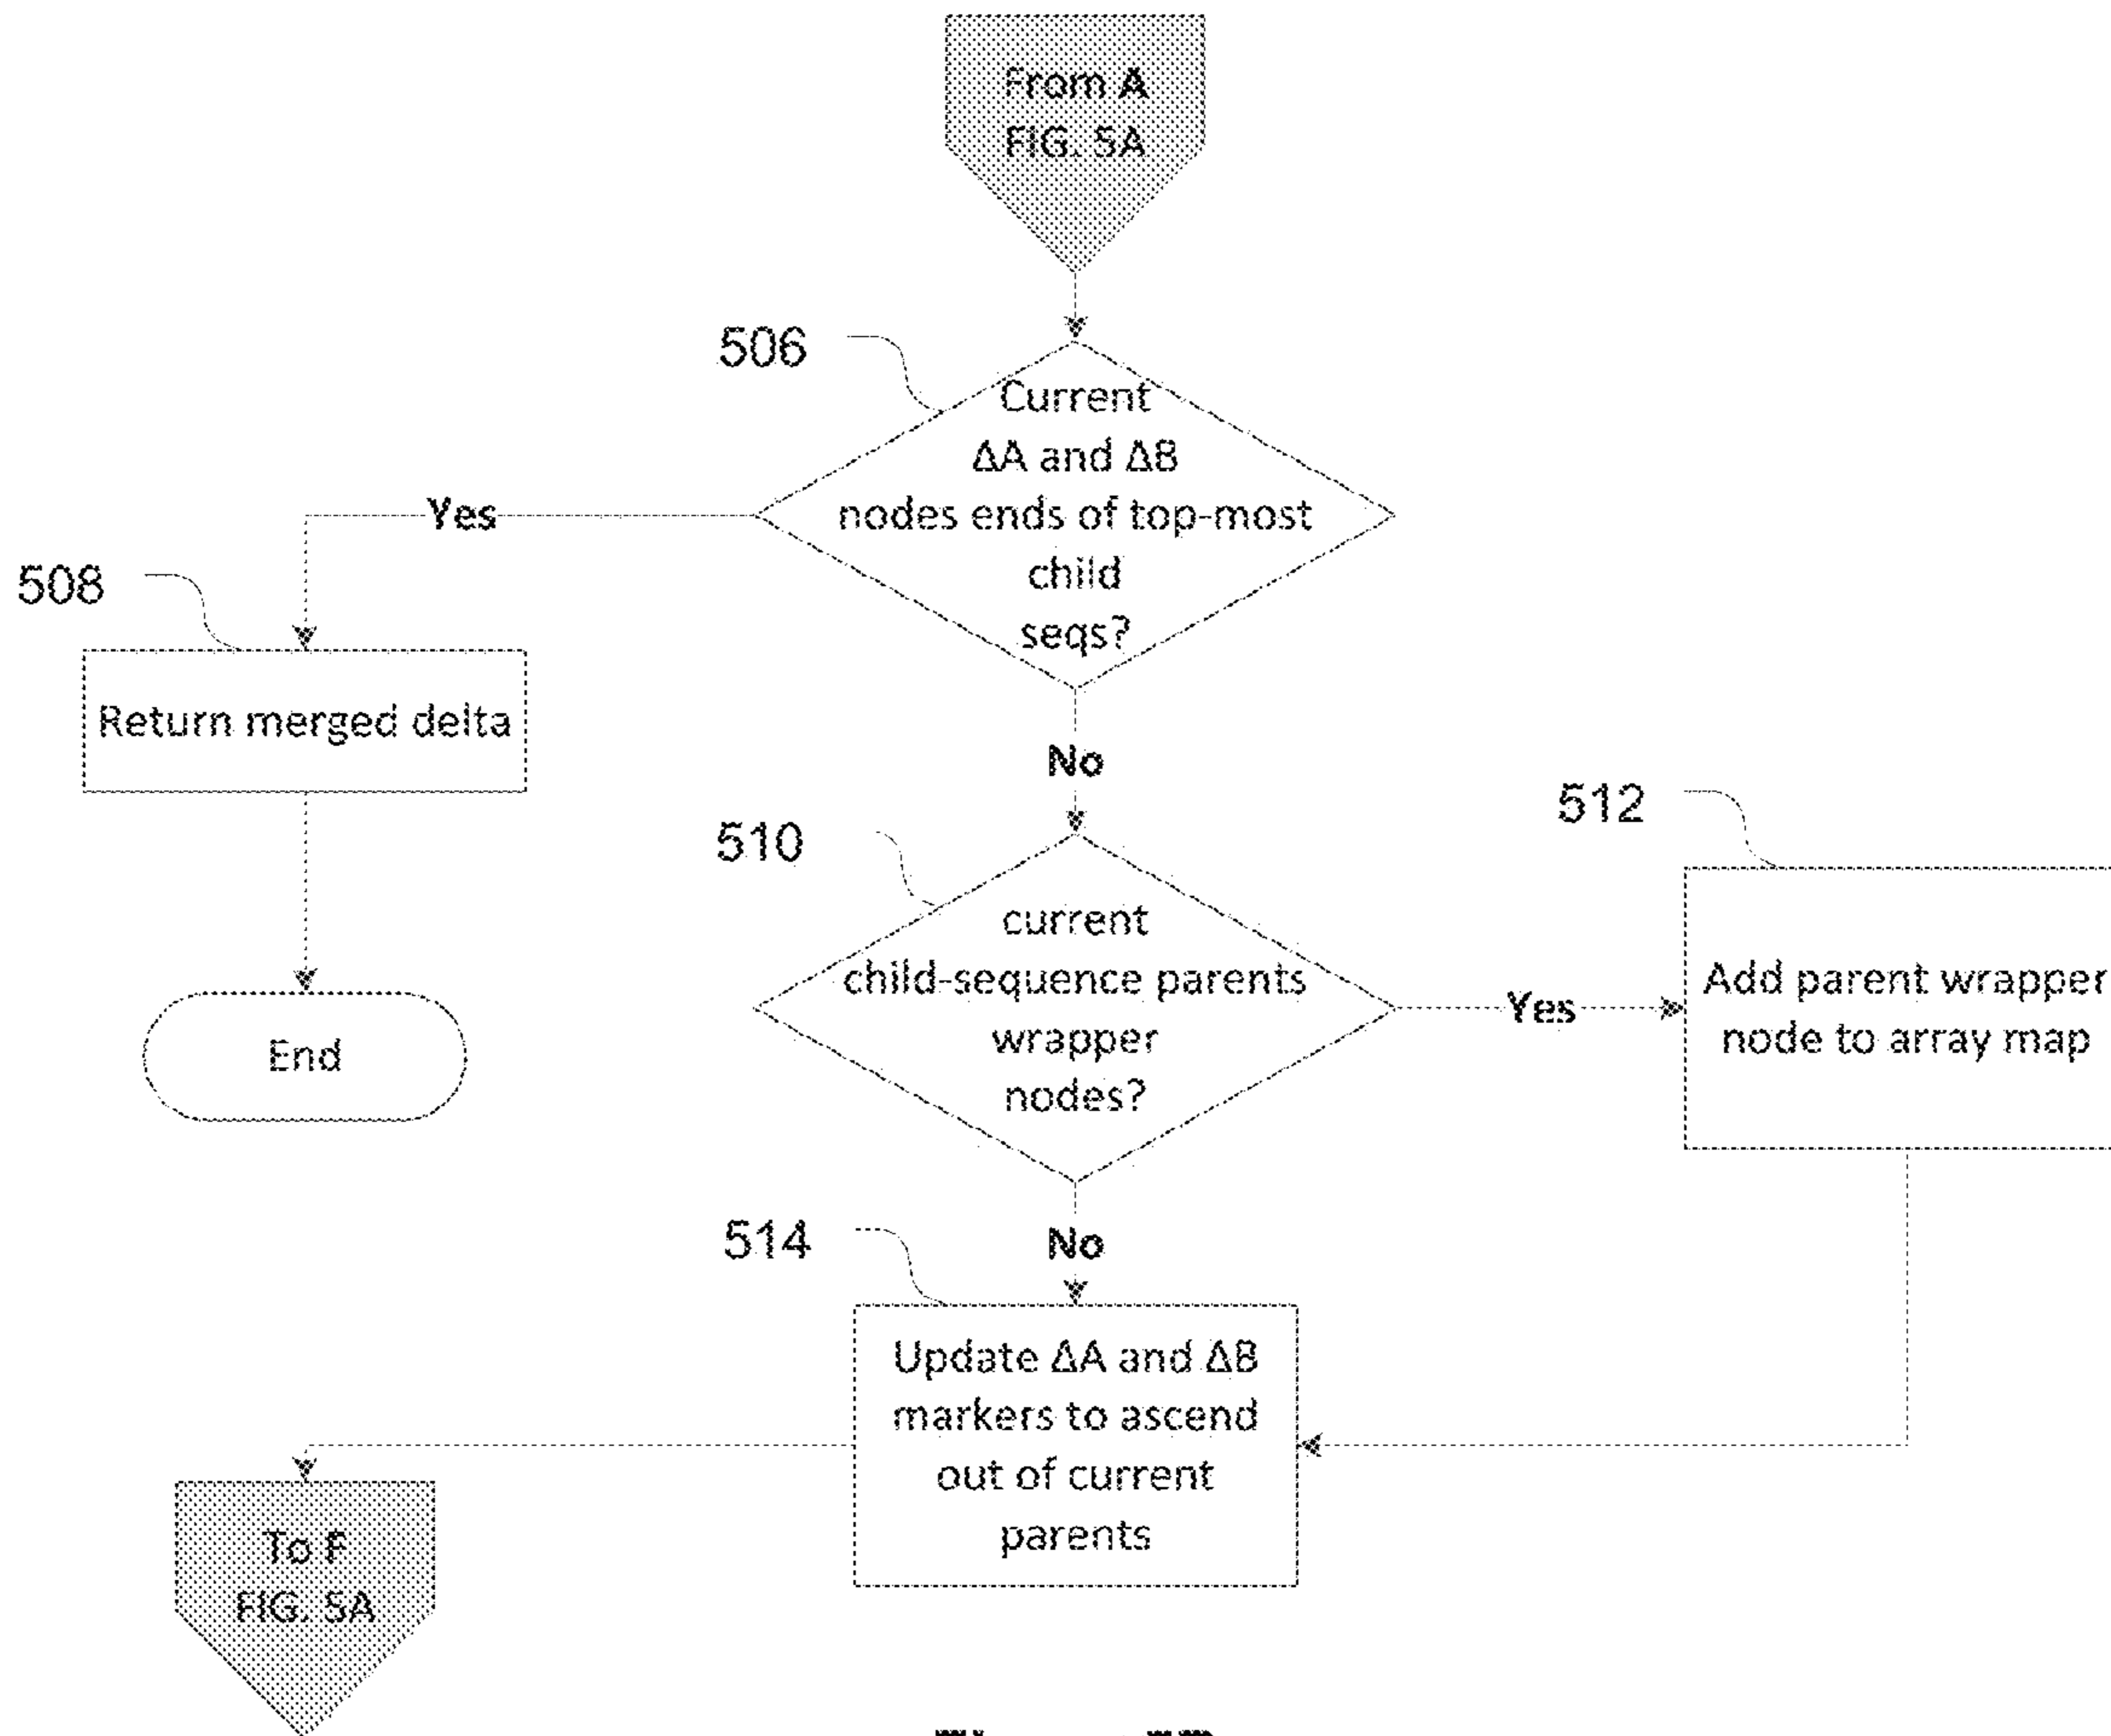 From A
FIG. 5A
506
Current
ΔA and ΔB
nodes ends of top-most
child
seqs?
Yes
508
Return merged delta
End
No
510
current
child-sequence parents
wrapper
nodes?
Yes
512
Add parent wrapper
node to array map
No
514
Update ΔA and ΔB
markers to ascend
out of current
parents
To F
FIG. 5A